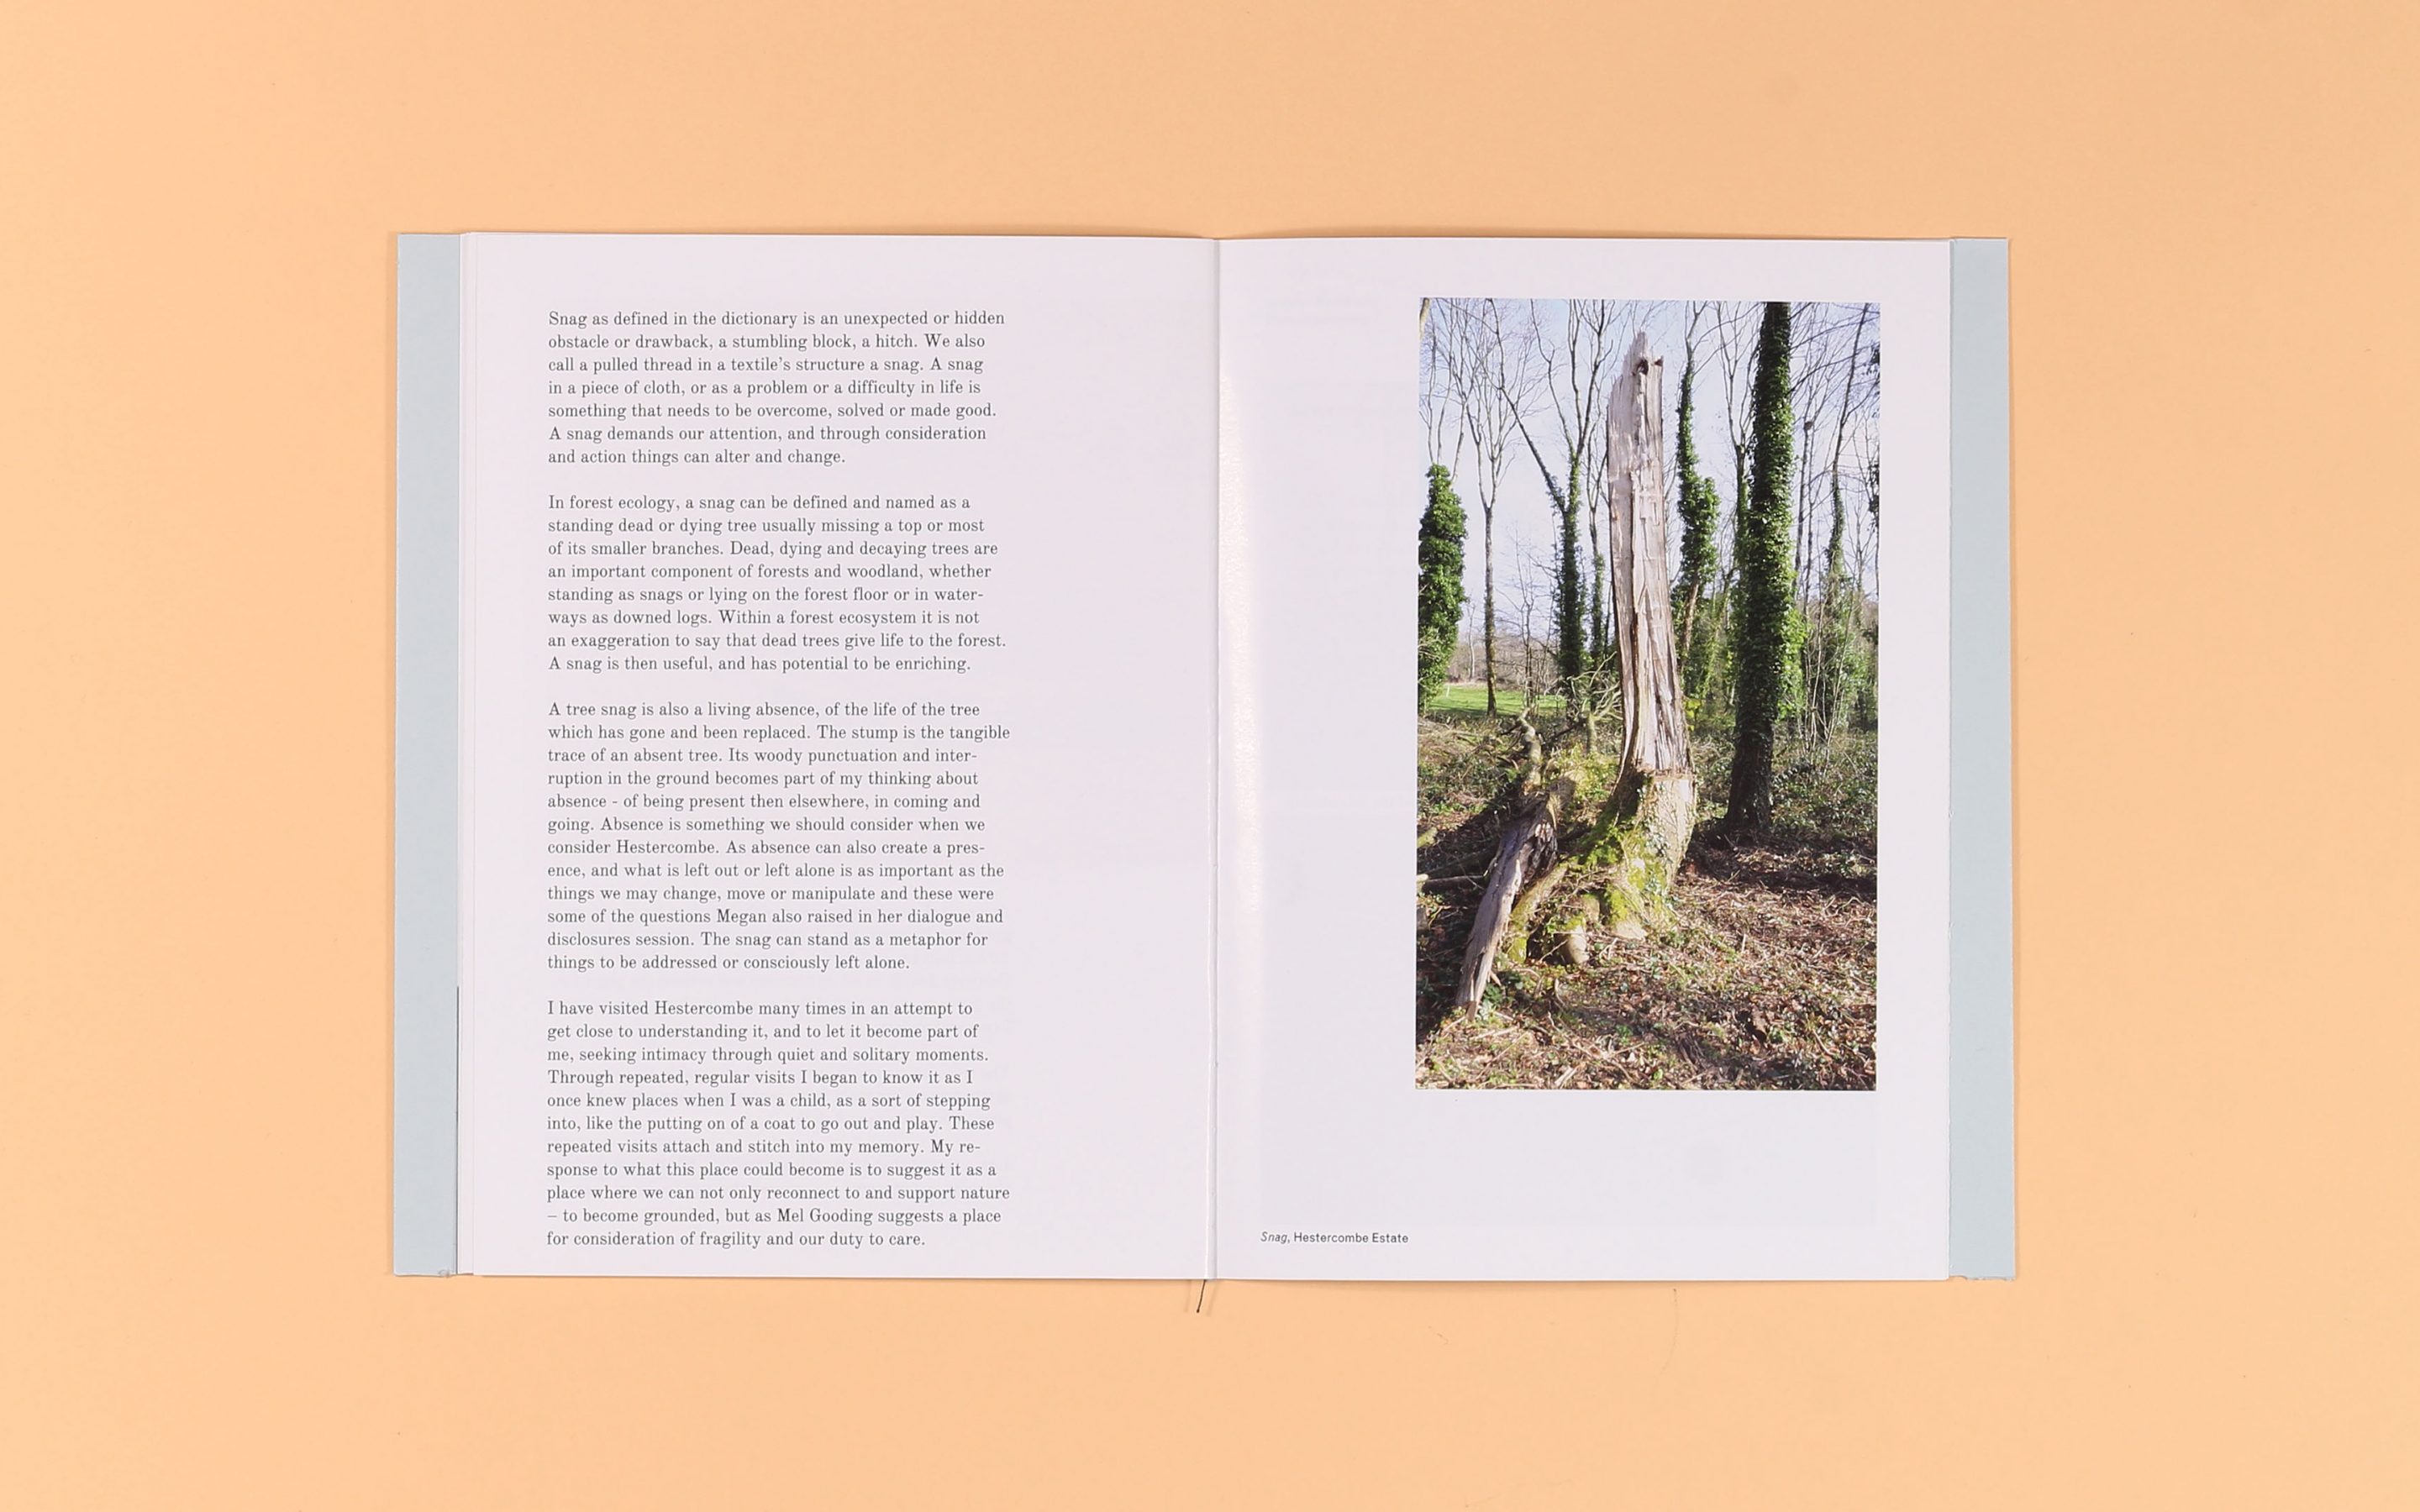 Snag as defined in the dictionary is an unexpected or hidden
obstacle or drawback, a stumbling block, a hitch. We also
call a pulled thread in a textile’s structure a snag. A snag
in a piece of cloth, or as a problem or a difficulty in life is
something that needs to be overcome, solved or made good.
A snag demands our attention, and through consideration
and action things can alter and change.
In forest ecology, a snag can be defined and named as a
standing dead or dying tree usually missing a top or most
of its smaller branches. Dead, dying and decaying trees are
an important component of forests and woodland, whether
standing as snags or lying on the forest floor or in water-
ways as downed logs. Within a forest ecosystem it is not
an exaggeration to say that dead trees give life to the forest.
A snag is then useful, and has potential to be enriching.
A tree snag is also a living absence, of the life of the tree
which has gone and been replaced. The stump is the tangible
trace of an absent tree. Its woody punctuation and inter-
ruption in the ground becomes part of my thinking about
absence - of being present then elsewhere, in coming and
going. Absence is something we should consider when we
consider Hestercombe. As absence can also create a pres-
ence, and what is left out or left alone is as important as the
things we may change, move or manipulate and these were
some of the questions Megan also raised in her dialogue and
disclosures session. The snag can stand as a metaphor for
things to be addressed or consciously left alone.
I have visited Hestercombe many times in an attempt to
get close to understanding it, and to let it become part of
me, seeking intimacy through quiet and solitary moments.
Through repeated, regular visits I began to know it as I
once knew places when I was a child, as a sort of stepping
into, like the putting on of a coat to go out and play. These
repeated visits attach and stitch into my memory. My re-
sponse to what this place could become is to suggest it as a
place where we can not only reconnect to and support nature
– to become grounded, but as Mel Gooding suggests a place
for consideration of fragility and our duty to care.
Snag, Hestercombe Estate